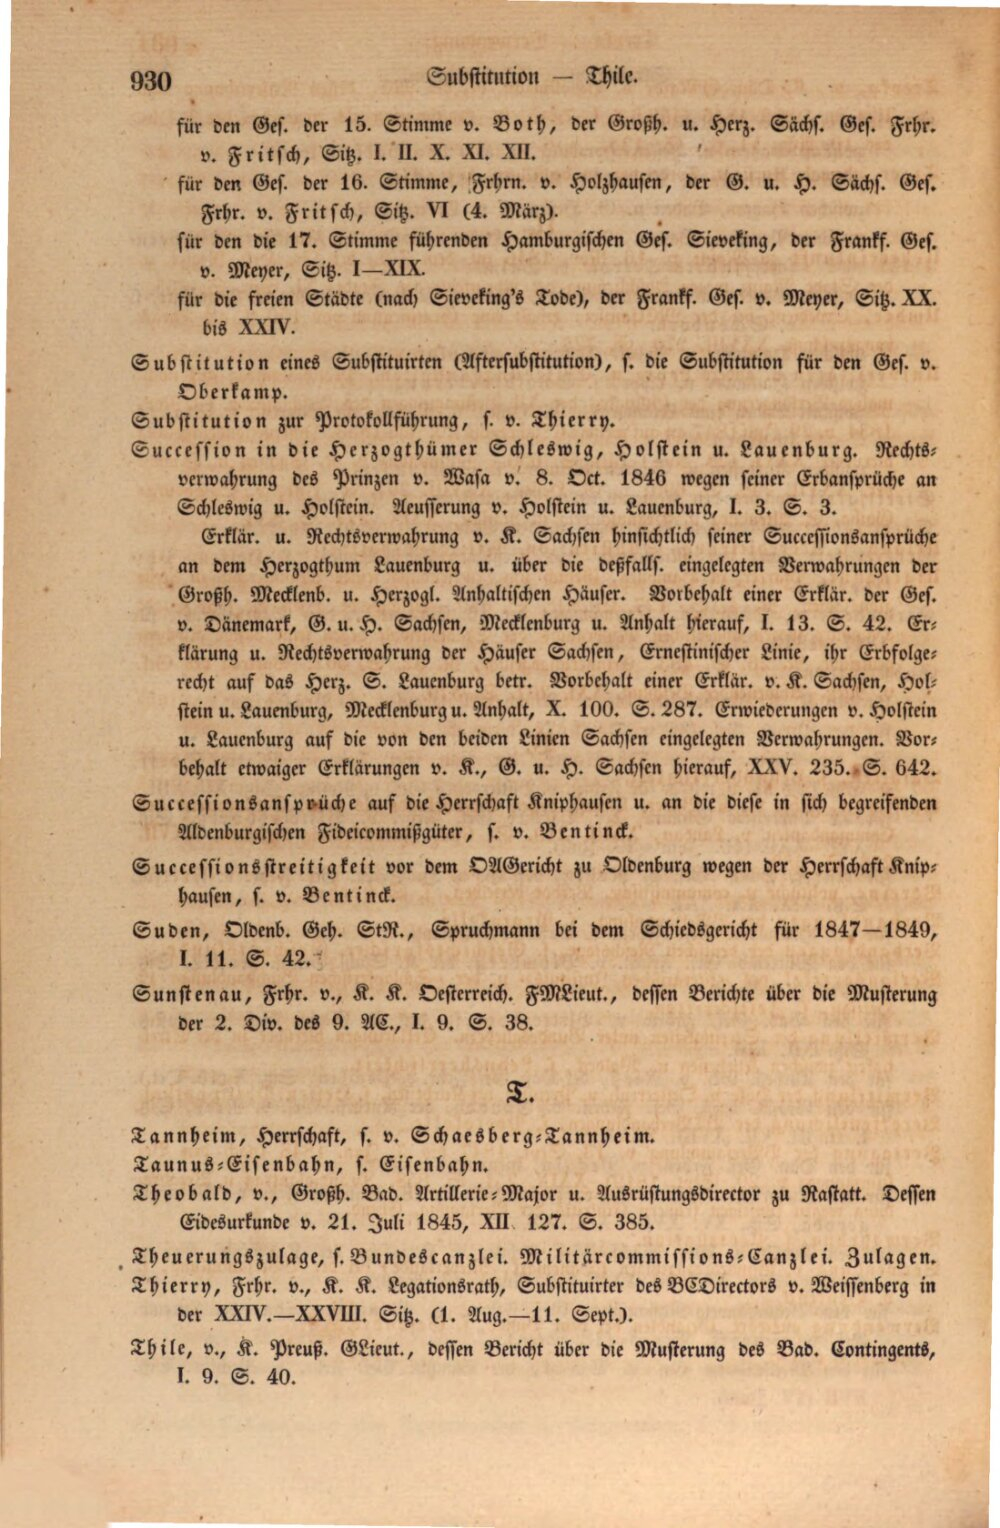 930 Substitution — Thile.
für den Ges. der 15. Stimme v. Both, der Großh. u. Herz. Sächs. Ges. Frhr.
v. Fritsch, Sitz. I. II. X. XI. XII.
für den Ges. der 16. Stimme, Frhrn. v. Holzhausen, der G. u. H. Sächs. Ges.
Frhr. v. Fritsch, Sitz. VI (4. März).
für den die 17. Stimme führenden Hamburgischen Ges. Sieveking, der Frankf. Ges.
v. Meyer, Sitz. I—XIX.
für die freien Städte (nach Sieveking's Tode), der Frankf. Ges. v. Meyer, Sitz. XX.
bis XXIV.
Substitution eines Substituirten (Aftersubstitution), s. die Substitution für den Ges. v.
Oberkamp.
Substitution zur Protokollführung, s. v. Thierry.
Succession in die Herzogthümer Schleswig, Holstein u. Lauenburg. Rechts-
verwahrung des Prinzen v. Wasa v. 8. Oct. 1846 wegen seiner Erbansprüche an
Schleswig u. Holstein. Aeusserung v. Holstein u. Lauenburg, I. 3. S. 3.
Erklär. u. Rechtsverwahrung v. K. Sachsen hinsichtlich seiner Successionsansprüche
an dem Herzogthum Lauenburg u. über die deßfalls. eingelegten Verwahrungen der
Großh. Mecklenb. u. Herzogl. Anhaltischen Häuser. Vorbehalt einer Erklär. der Ges.
v. Dänemark, G. u. H. Sachsen, Mecklenburg u. Anhalt hierauf, I. 13. S. 42. Er-
klärung u. Rechtsverwahrung der Häuser Sachsen, Ernestinischer Linie, ihr Erbfolge-
recht auf das Herz. S. Lauenburg betr. Vorbehalt einer Erklär. v. K. Sachsen, Hol-
stein u. Lauenburg, Mecklenburg u. Anhalt, X. 100. S. 287. Erwiederungen v. Holstein
u. Lauenburg auf die von den beiden Linien Sachsen eingelegten Verwahrungen. Vor-
behalt etwaiger Erklärungen v. K., G. u. H. Sachsen hierauf, XXV. 235. S. 642.
Successionsansprüche auf die Herrschaft Kniphausen u. an die diese in sich begreifenden
Aldenburgischen Fideicommißgüter, s. v. Bentinck.
Successionsstreitigkeit vor dem OAGericht zu Oldenburg wegen der Herrschaft Knip-
hausen, s. v. Bentinck.
Suden, Oldenb. Geh. StR., Spruchmann bei dem Schiedsgericht für 1847—1849,
I. 11. S. 42.
Sunstenau, Frhr. v., K. K. Oesterreich. FMLieut., dessen Berichte über die Musterung
der 2. Div. des 9. AC., I. 9. S. 38.
T.
Tannheim, Herrschaft, s. v. Schaesberg-Tannheim.
Taunus-Eisenbahn, s. Eisenbahn.
Theobald, v., Großh. Bad. Artillerie-Major u. Ausrüstungsdirector zu Rastatt. Dessen
Eidesurkunde v. 21. Juli 1845, XII. 127. S. 385.
Theuerungszulage, s. Bundescanzlei. Militärcommissions-Canzlei. Zulagen.
Thierry, Frhr. v., K. K. Legationsrath, Substituirter des BCDirectors v. Weissenberg in
der XXIV.—XXVIII. Sitz. (1. Aug.—11. Sept.).
Thile, v., K. Preuß. GLieut., dessen Bericht über die Musterung des Bad. Contingents,
I. 9. S. 40.